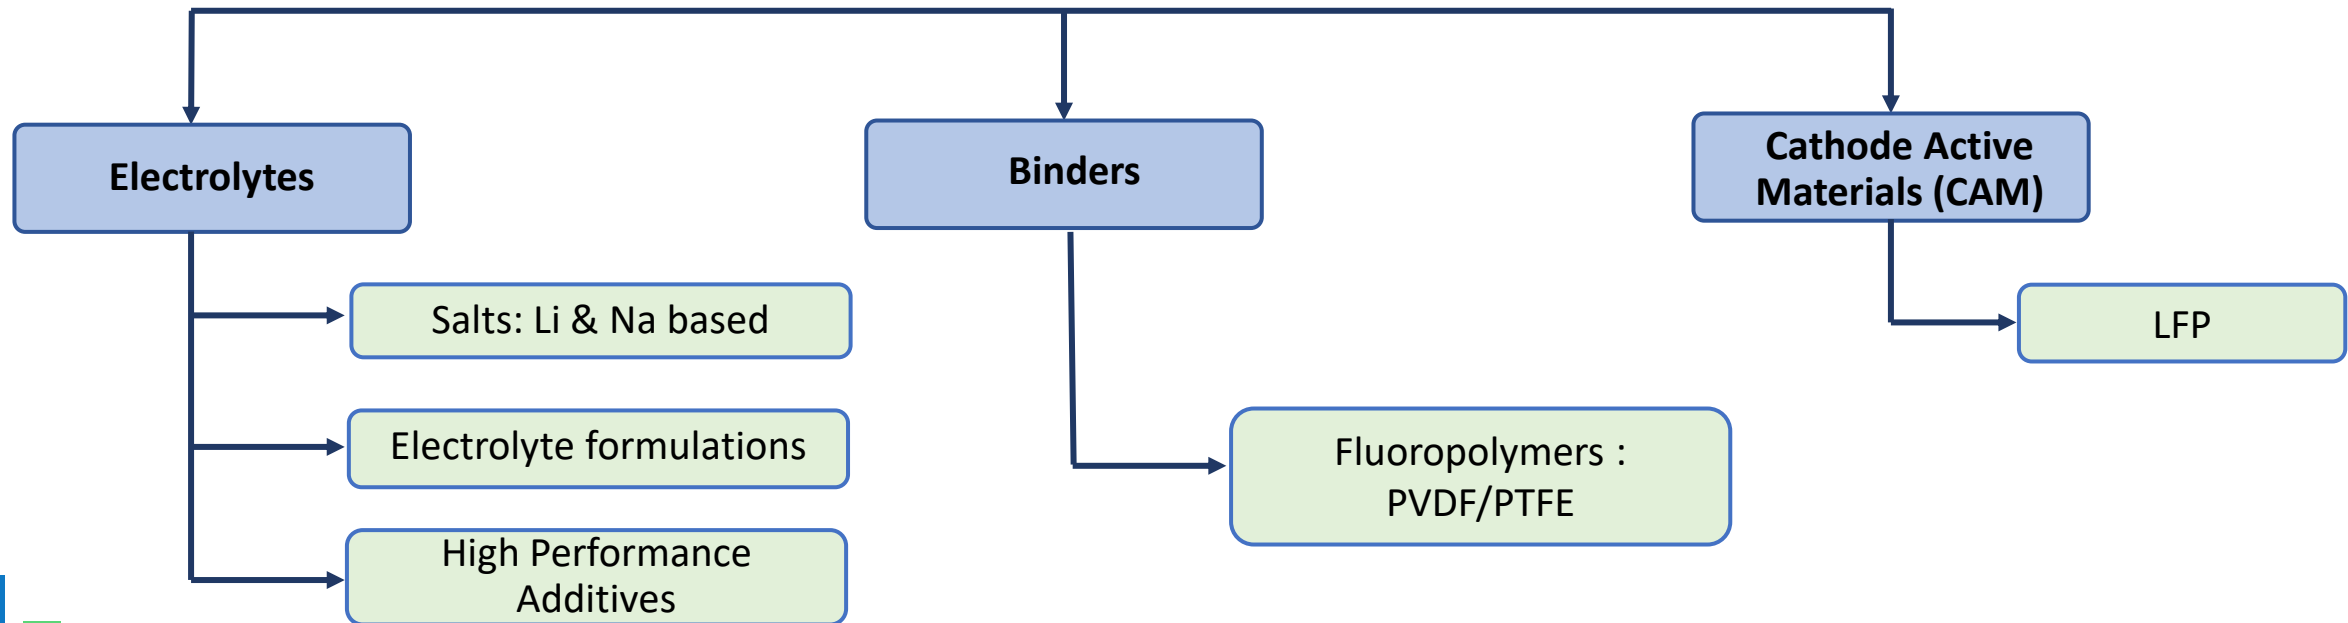 Electrolytes
Salts: Li & Na based
Electrolyte formulations
High Performance
Additives
Binders
Fluoropolymers :
PVDF/PTFE
Cathode Active
Materials (CAM)
LFP